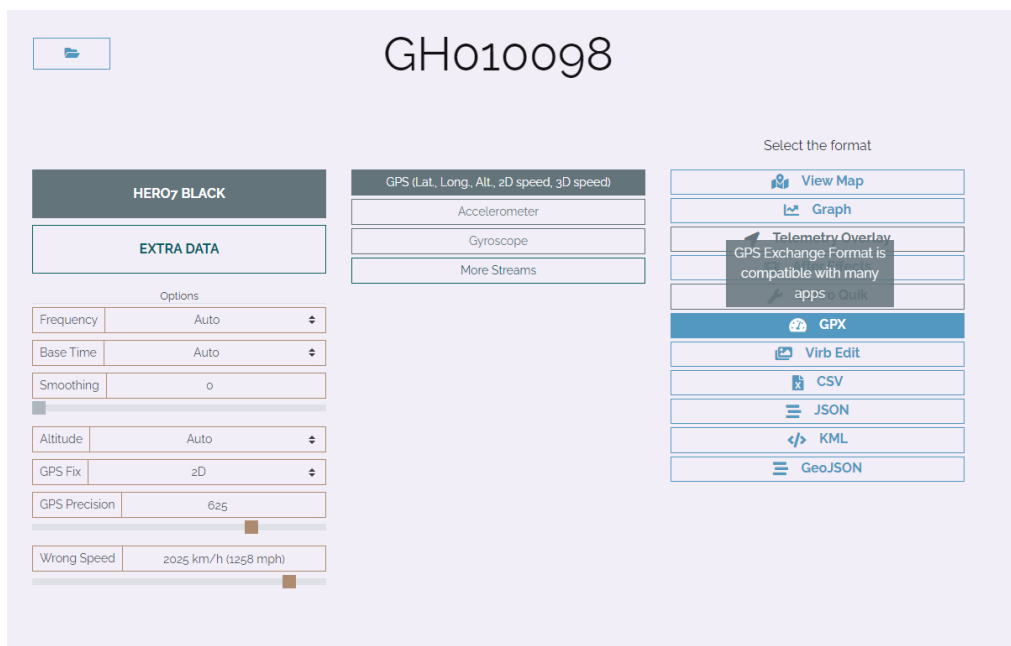 GH010098
Select the format
HERO7 BLACK
EXTRA DATA
Options
Frequency Auto
Base Time Auto
Smoothing 0
Altitude Auto
GPS Fix 2D
GPS Precision 625
Wrong Speed 2025 km/h (1258 mph)
GPS (Lat., Long., Alt., 2D speed, 3D speed)
Accelerometer
Gyroscope
More Streams
View Map
Graph
Telemetry Overlay
GPS Exchange Format is
compatible with many
apps
Quik
GPX
Virb Edit
CSV
JSON
KML
GeoJSON